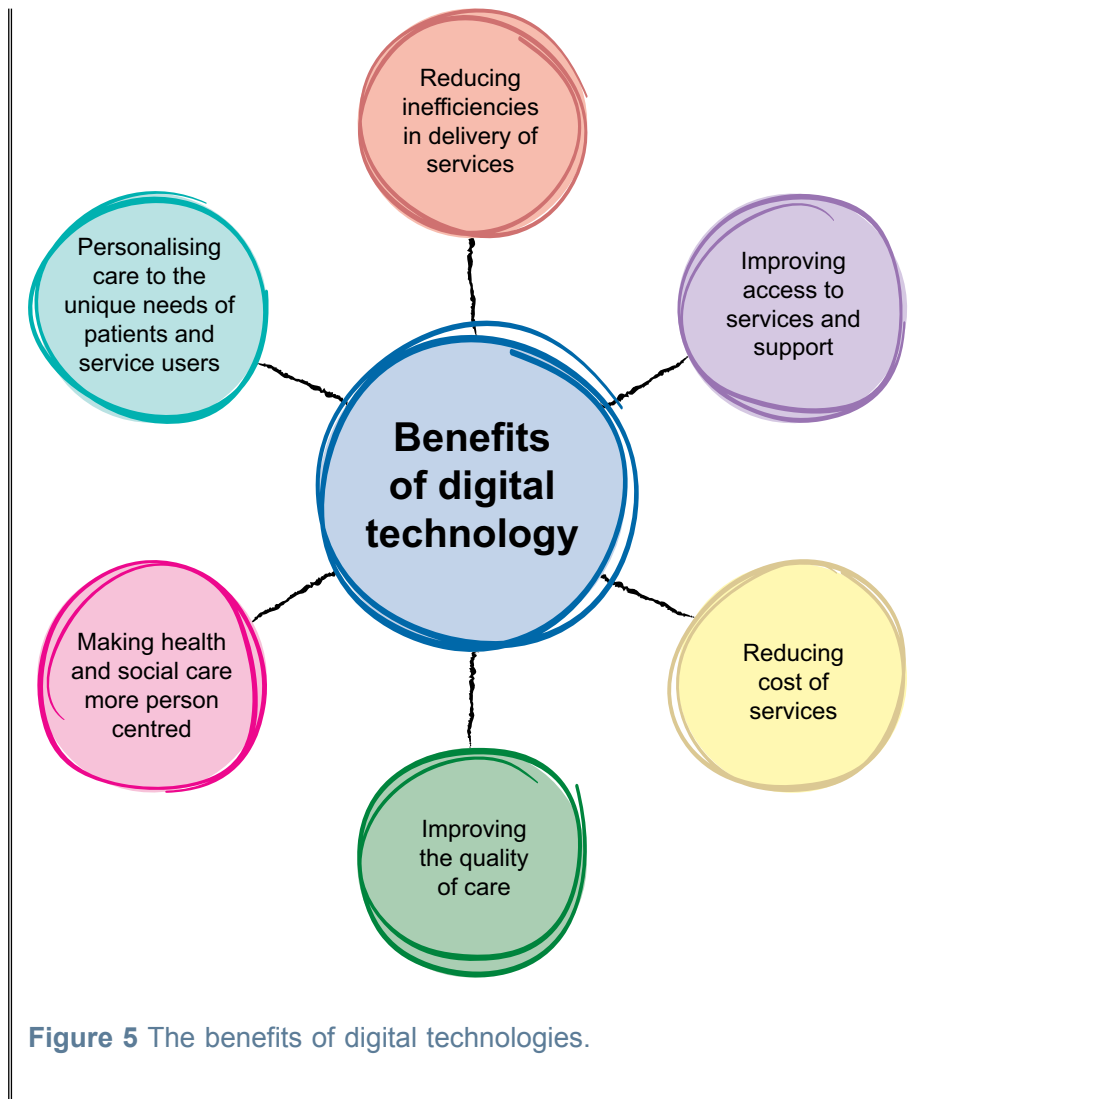 Reducing
inefficiencies
in delivery of
services
Personalising
care to the
unique needs of
patients and
service users
Improving
access to
services and
support
Benefits
of digital
technology
Making health
and social care
more person
centred
Reducing
cost of
services
Improving
the quality
of care
Figure 5 The benefits of digital technologies.